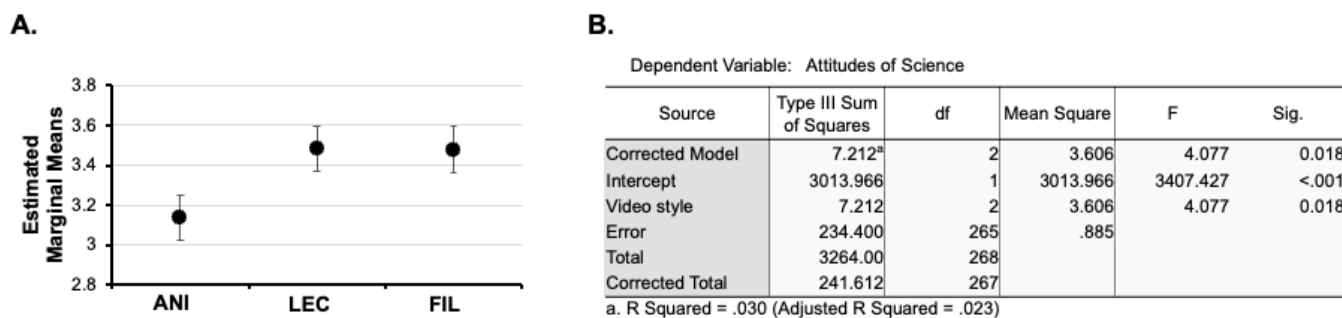 A.
Estimated
Marginal Means
3.8
3.6
3.4
3.2
3
2.8
ANI LEC FIL
B.
Dependent Variable: Attitudes of Science
Source Type III Sum of Squares df Mean Square F Sig.
Corrected Model 7.212a 2 3.606 4.077 0.018
Intercept 3013.966 1 3013.966 3407.427 <.001
Video style 7.212 2 3.606 4.077 0.018
Error 234.400 265 .885
Total 3264.00 268
Corrected Total 241.612 267
a. R Squared = .030 (Adjusted R Squared = .023)